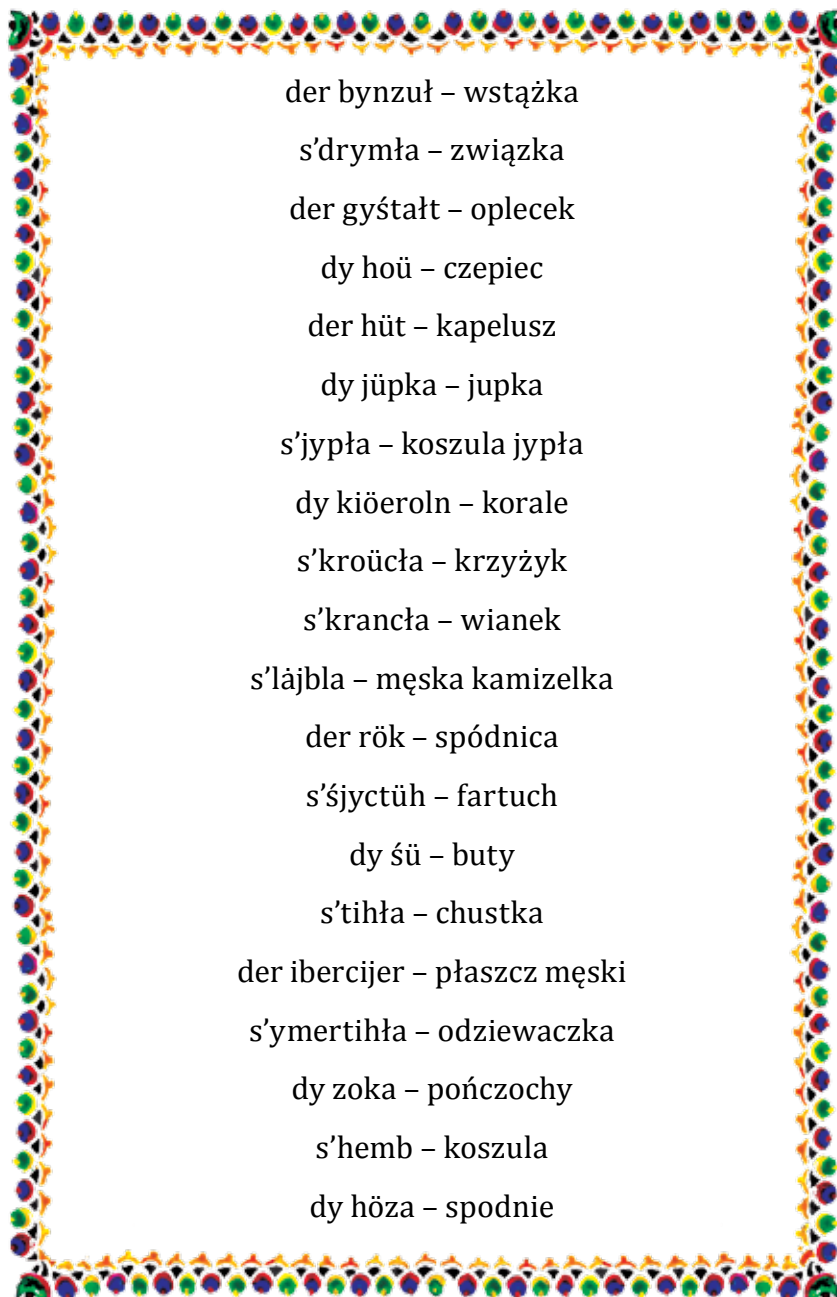 der bynzuł – wstążka
s’drymła – związka
der gyśtałt – oplecek
dy hoü – czepiec
der hüt – kapelusz
dy jüpka – jupka
s’jypła – koszula jypła
dy kiöeroln – korale
s’kroücła – krzyżyk
s’krancła – wianek
s’lȧjbla – męska kamizelka
der rök – spódnica
s’śjyctüh – fartuch
dy śü – buty
s’tihła – chustka
der ibercijer – płaszcz męski
s’ymertihła – odziewaczka
dy zoka – pończochy
s’hemb – koszula
dy höza – spodnie